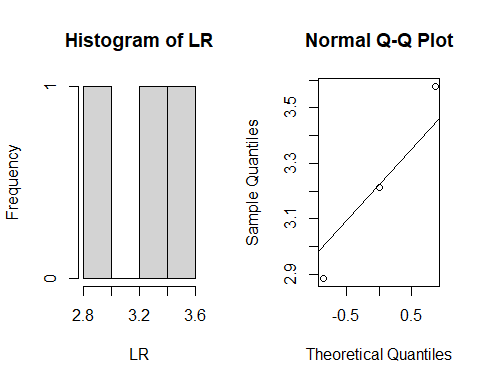 Histogram of LR
Frequency
0
1
2.8
3.2
3.6
LR
Normal Q-Q Plot
Sample Quantiles
2.9
3.1
3.3
3.5
-0.5
0.5
Theoretical Quantiles